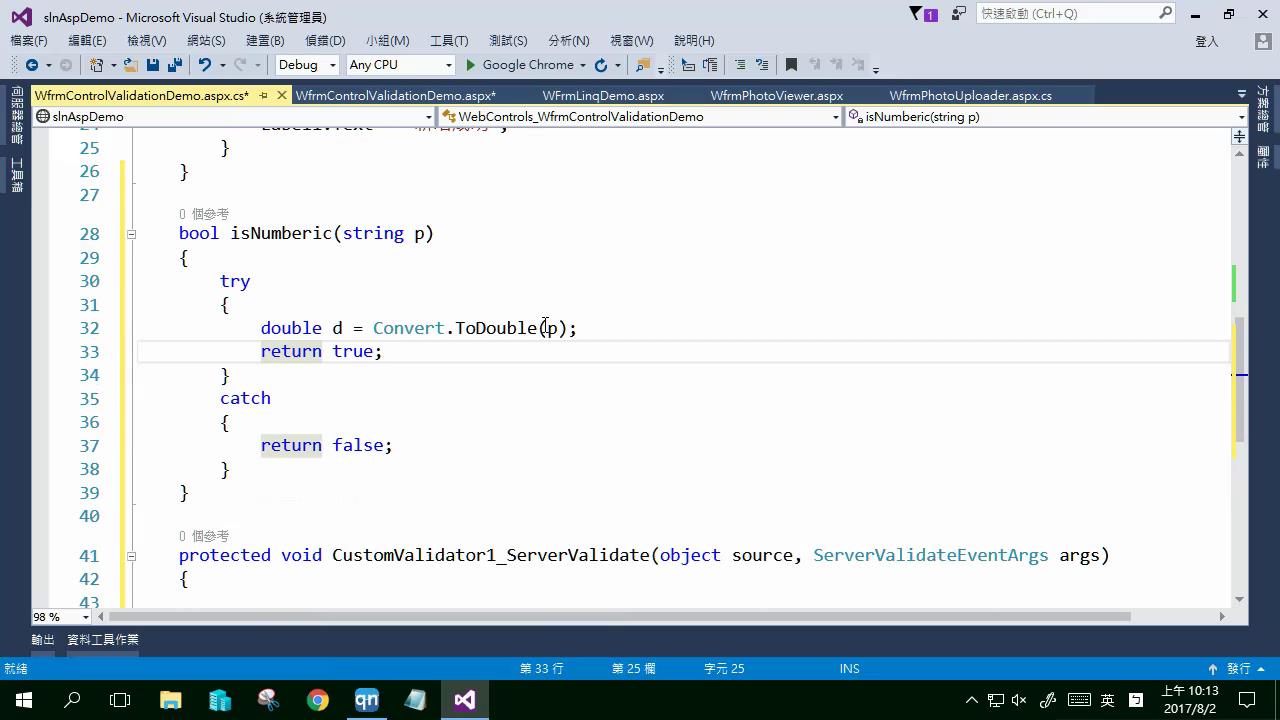 slnAspDemo - Microsoft Visual Studio (系統管理員)
1
快速啟動 (Ctrl+Q)
檔案(F) 編輯(E) 檢視(V) 網站(S) 建置(B) 偵錯(D) 小組(M) 工具(T) 測試(S) 分析(N) 視窗(W) 說明(H) 登入
Debug Any CPU Google Chrome
WfrmControlValidationDemo.aspx.cs* WfrmControlValidationDemo.aspx* WFrmLinqDemo.aspx WfrmPhotoViewer.aspx WfrmPhotoUploader.aspx.cs
slnAspDemo WebControls_WfrmControlValidationDemo isNumberic(string p)
伺服器總管
工具箱
方案總管
屬性
24
25 }
26 }
27
0 個參考
28 bool isNumberic(string p)
29 {
30 try
31 {
32 double d = Convert.ToDouble(p);
33 return true;
34 }
35 catch
36 {
37 return false;
38 }
39 }
40
0 個參考
41 protected void CustomValidator1_ServerValidate(object source, ServerValidateEventArgs args)
42 {
43
98 %
輸出 資料工具作業
就緒 第 33 行 第 25 欄 字元 25 INS 發行
qn 英 上午 10:13
2017/8/2